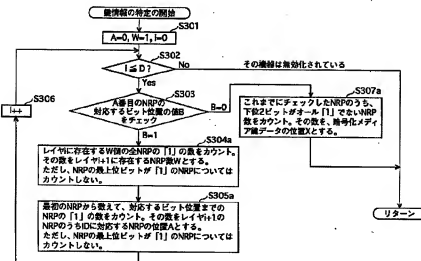 鍵情報の特定の開始
S301
A=0, W=1, i=0
S302
i≦D?
No
その機器は無効化されている
Yes
S303
A番目のNRPの
対応するビット位置の値B
をチェック
B=0
B=1
S306
i++
S307a
これまでにチェックしたNRPのうち、
下位2ビットがオール「1」でないNRP
数をカウント。その数を、暗号化メディ
ア鍵データの位置Xとする。
S304a
レイヤiに存在するW個の全NRPの「1」の数をカウント。
その数をレイヤi+1に存在するNRP数Wとする。
ただし、NRPの最上位ビットが「1」のNRPについては
カウントしない。
S305a
最初のNRPから数えて、対応するビット位置までの
NRPの「1」の数をカウント。その数をレイヤi+1の
NRPのうちIDに対応するNRPの位置Aとする。
ただし、NRPの最上位ビットが「1」のNRPについては
カウントしない。
リターン